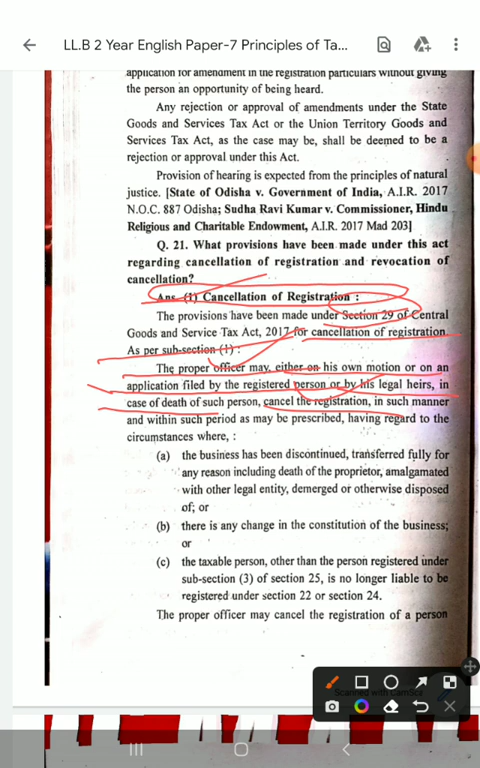 LL.B 2 Year English Paper-7 Principles of Ta...
application for amendment in the registration particulars without giving
the person an opportunity of being heard.
Any rejection or approval of amendments under the State
Goods and Services Tax Act or the Union Territory Goods and
Services Tax Act, as the case may be, shall be deemed to be a
rejection or approval under this Act.
Provision of hearing is expected from the principles of natural
justice. [State of Odisha v. Government of India, A.I.R. 2017
N.O.C. 887 Odisha; Sudha Ravi Kumar v. Commissioner, Hindu
Religious and Charitable Endowment, A.I.R. 2017 Mad 203]
Q. 21. What provisions have been made under this act
regarding cancellation of registration and revocation of
cancellation?
Ans. (1) Cancellation of Registration :
The provisions have been made under Section 29 of Central
Goods and Service Tax Act, 2017 for cancellation of registration.
As per sub-section (1) :
The proper officer may, either on his own motion or on an
application filed by the registered person or by his legal heirs, in
case of death of such person, cancel the registration, in such manner
and within such period as may be prescribed, having regard to the
circumstances where, :
(a) the business has been discontinued, transferred fully for
any reason including death of the proprietor, amalgamated
with other legal entity, demerged or otherwise disposed
of; or
(b) there is any change in the constitution of the business;
or
(c) the taxable person, other than the person registered under
sub-section (3) of section 25, is no longer liable to be
registered under section 22 or section 24.
The proper officer may cancel the registration of a person
Scanned with CamScanner